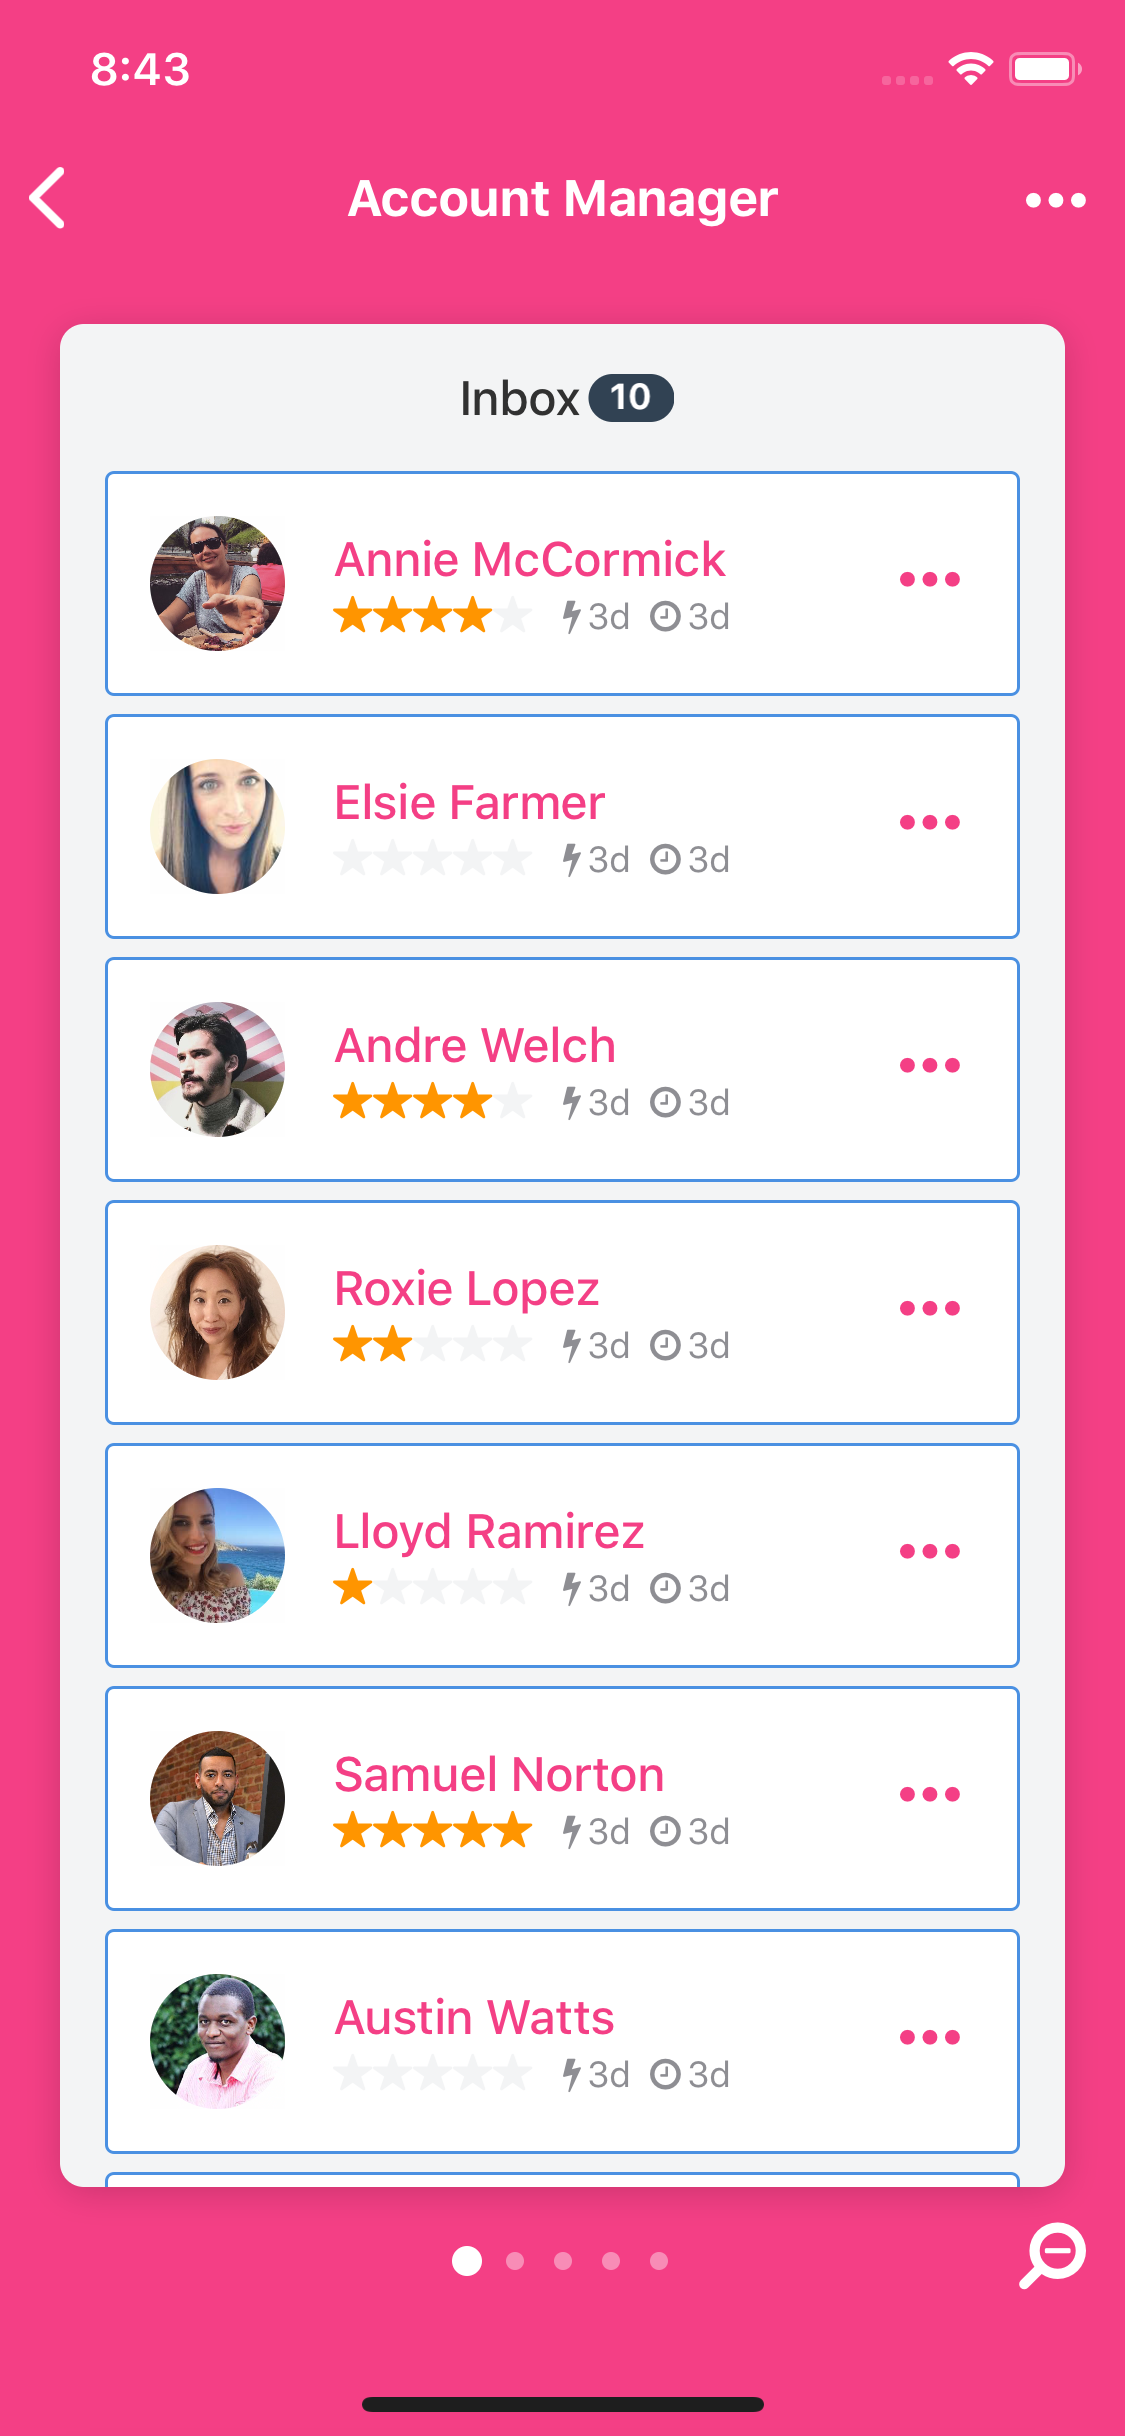 8:43
Account Manager
Inbox 10
Annie McCormick
3d 3d
Elsie Farmer
3d 3d
Andre Welch
3d 3d
Roxie Lopez
3d 3d
Lloyd Ramirez
3d 3d
Samuel Norton
3d 3d
Austin Watts
3d 3d